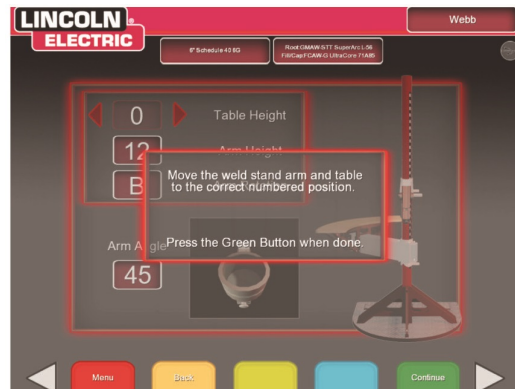 LINCOLN
ELECTRIC
Webb
6" Schedule 40 6G
Root:GMAW-STT SuperArc L-56
Fill/Cap:FCAW-G UltraCore 71A85
0
Table Height
12
Arm Height
B
Move the weld stand arm and table
to the correct numbered position.
Arm Angle
Press the Green Button when done.
45
Menu
Back
Continue